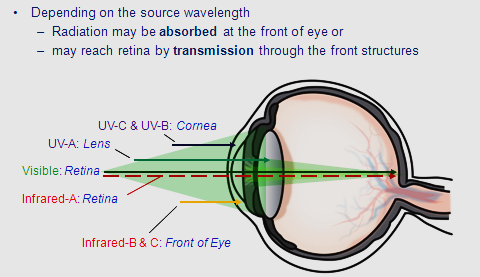 • Depending on the source wavelength
– Radiation may be absorbed at the front of eye or
– may reach retina by transmission through the front structures
UV-C & UV-B: Cornea
UV-A: Lens
Visible: Retina
Infrared-A: Retina
Infrared-B & C: Front of Eye